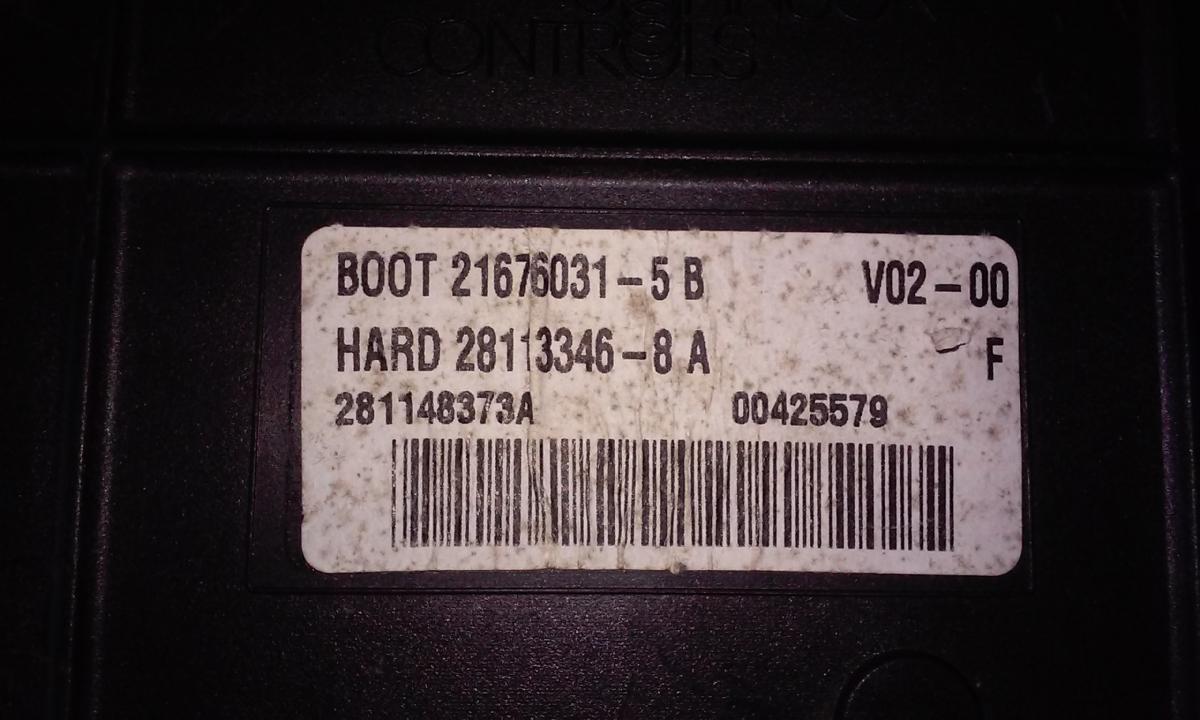 CONTROLS
BOOT 21676031-5 B V02-00
HARD 28113346-8 A F
281148373A 00425579